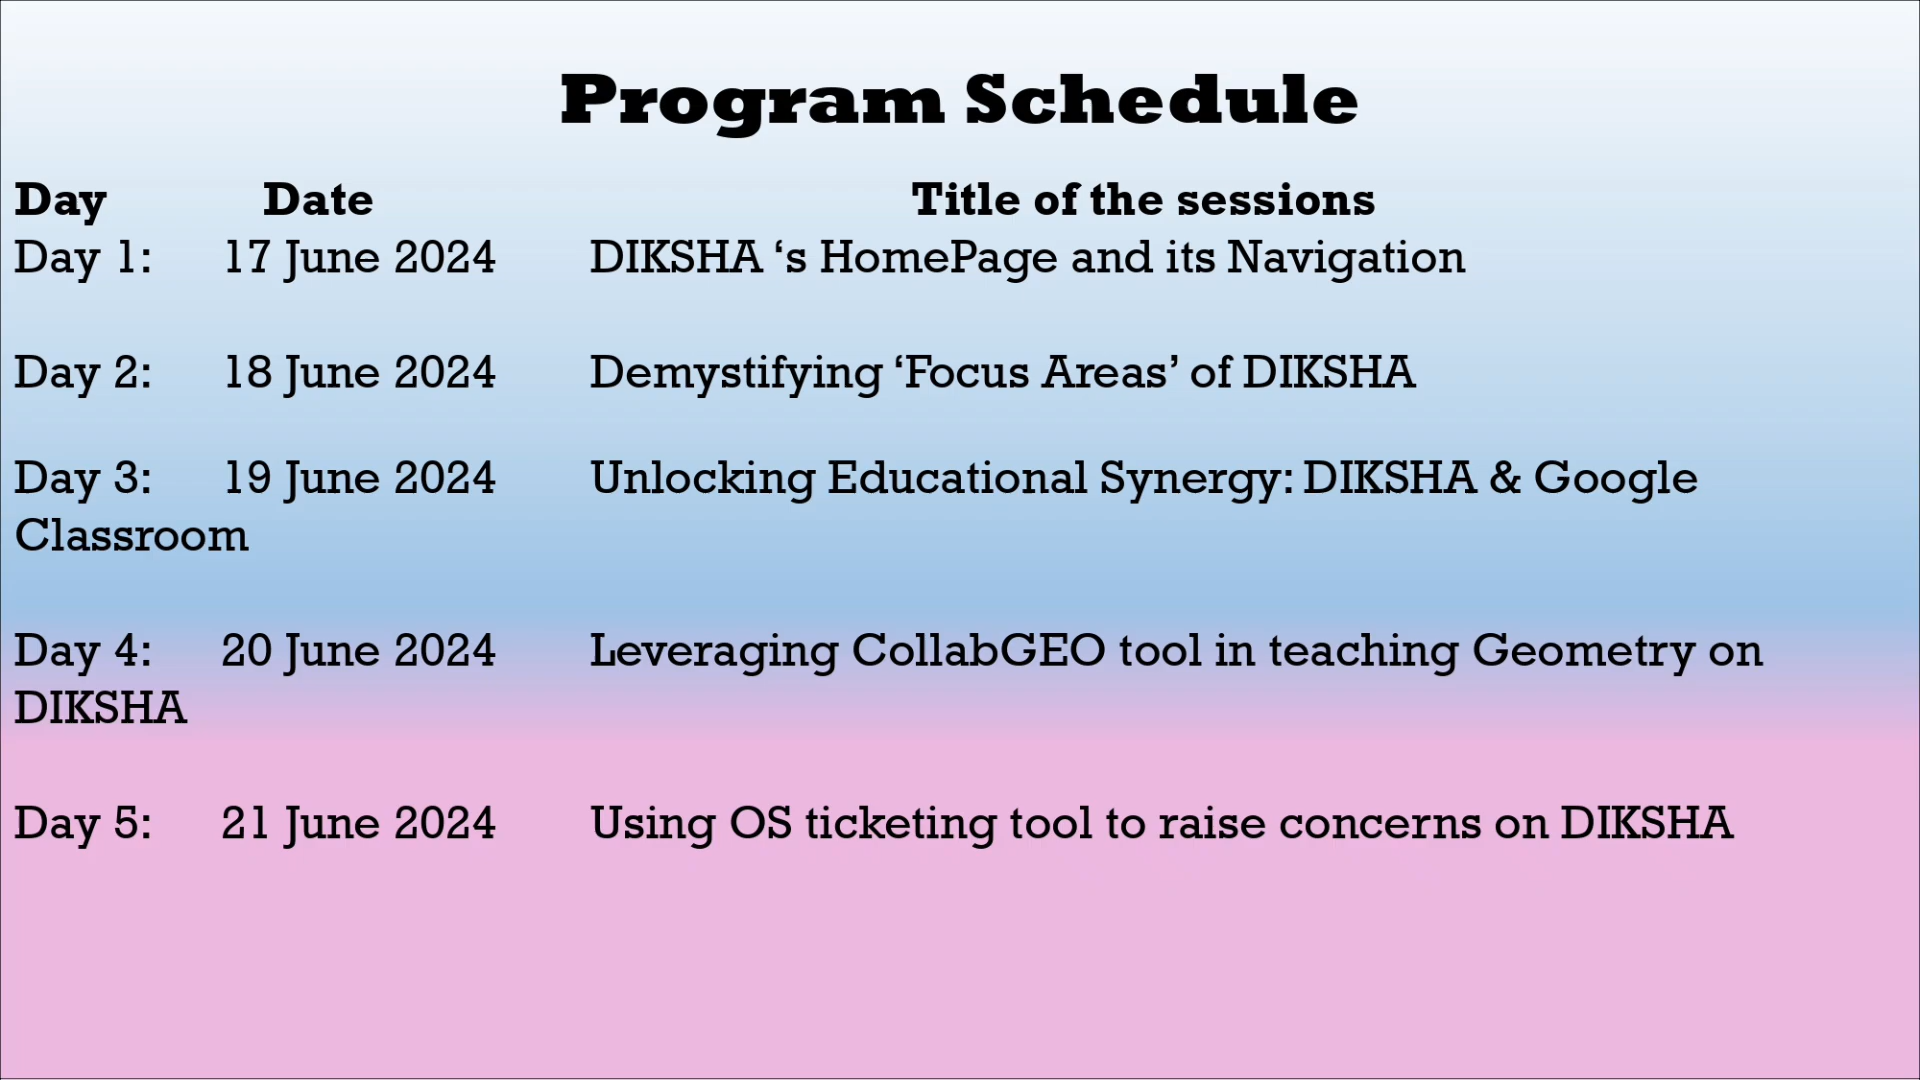 Program Schedule
Day Date Title of the sessions
Day 1: 17 June 2024 DIKSHA ‘s HomePage and its Navigation
Day 2: 18 June 2024 Demystifying ‘Focus Areas’ of DIKSHA
Day 3: 19 June 2024 Unlocking Educational Synergy: DIKSHA & Google
Classroom
Day 4: 20 June 2024 Leveraging CollabGEO tool in teaching Geometry on
DIKSHA
Day 5: 21 June 2024 Using OS ticketing tool to raise concerns on DIKSHA